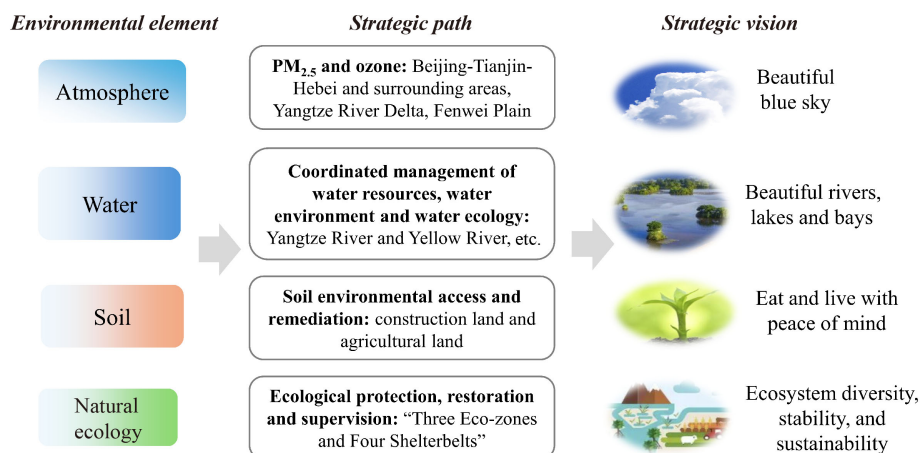 Environmental element
Strategic path
Strategic vision
Atmosphere
PM2.5 and ozone: Beijing-Tianjin-
Hebei and surrounding areas,
Yangtze River Delta, Fenwei Plain
Beautiful
blue sky
Water
Coordinated management of
water resources, water
environment and water ecology:
Yangtze River and Yellow River, etc.
Beautiful rivers,
lakes and bays
Soil
Soil environmental access and
remediation: construction land and
agricultural land
Eat and live with
peace of mind
Natural
ecology
Ecological protection, restoration
and supervision: “Three Eco-zones
and Four Shelterbelts”
Ecosystem diversity,
stability, and
sustainability